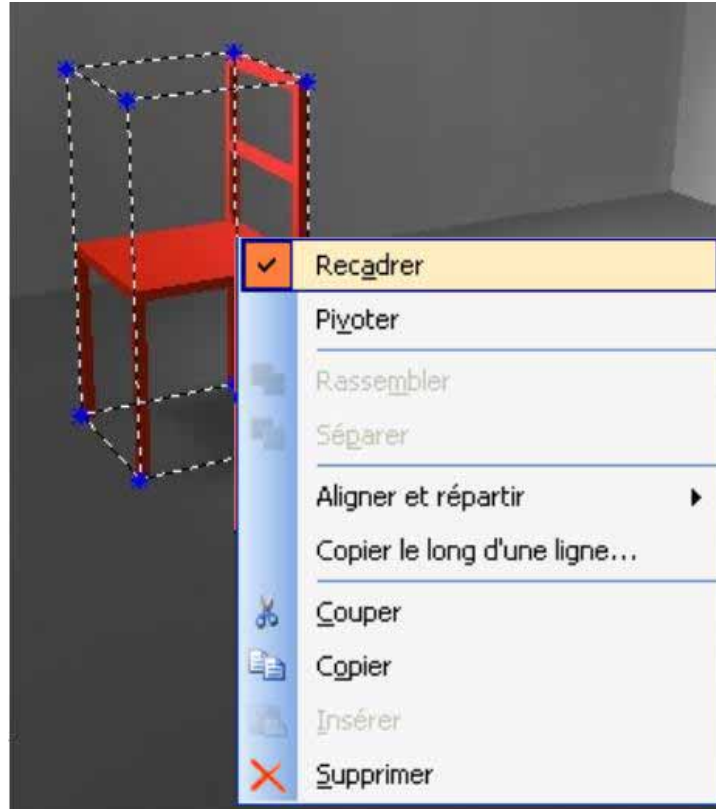 Recadrer
Pivoter
Rassembler
Séparer
Aligner et répartir
Copier le long d'une ligne...
Couper
Copier
Insérer
Supprimer